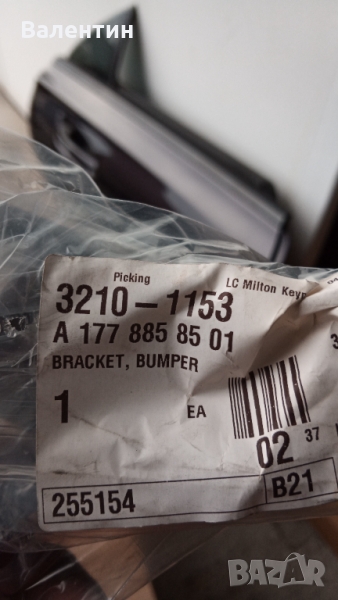 Валентин
Picking
LC Milton Keyn
3210-1153
A 177 885 85 01
BRACKET, BUMPER
1 EA
02 37
255154
B21
BAZAR